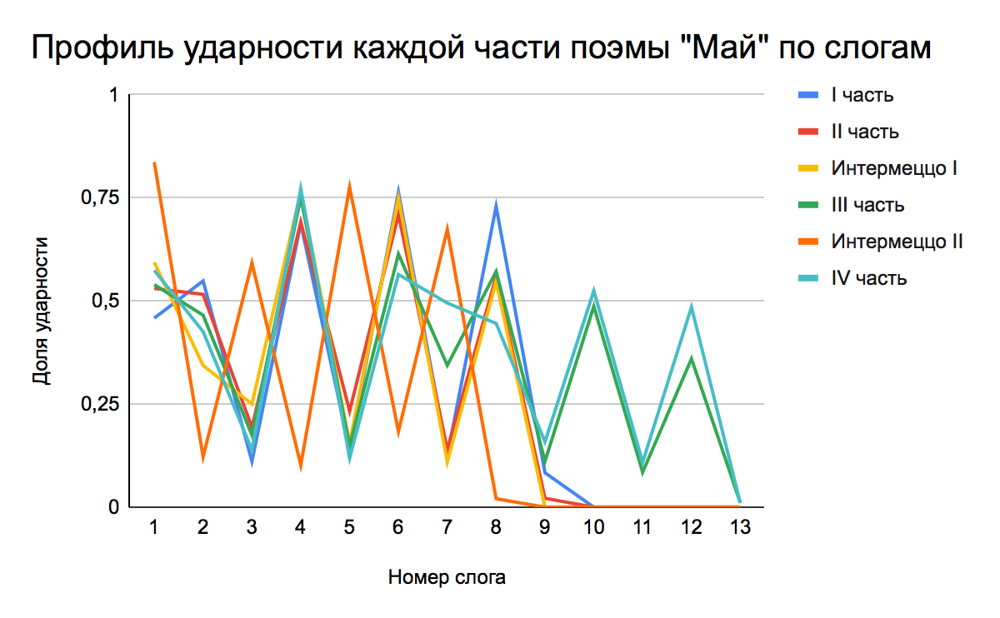 Профиль ударности каждой части поэмы "Май" по слогам
1
0,75
0,5
0,25
0
Доля ударности
1 2 3 4 5 6 7 8 9 10 11 12 13
Номер слога
I часть
II часть
Интермеццо I
III часть
Интермеццо II
IV часть